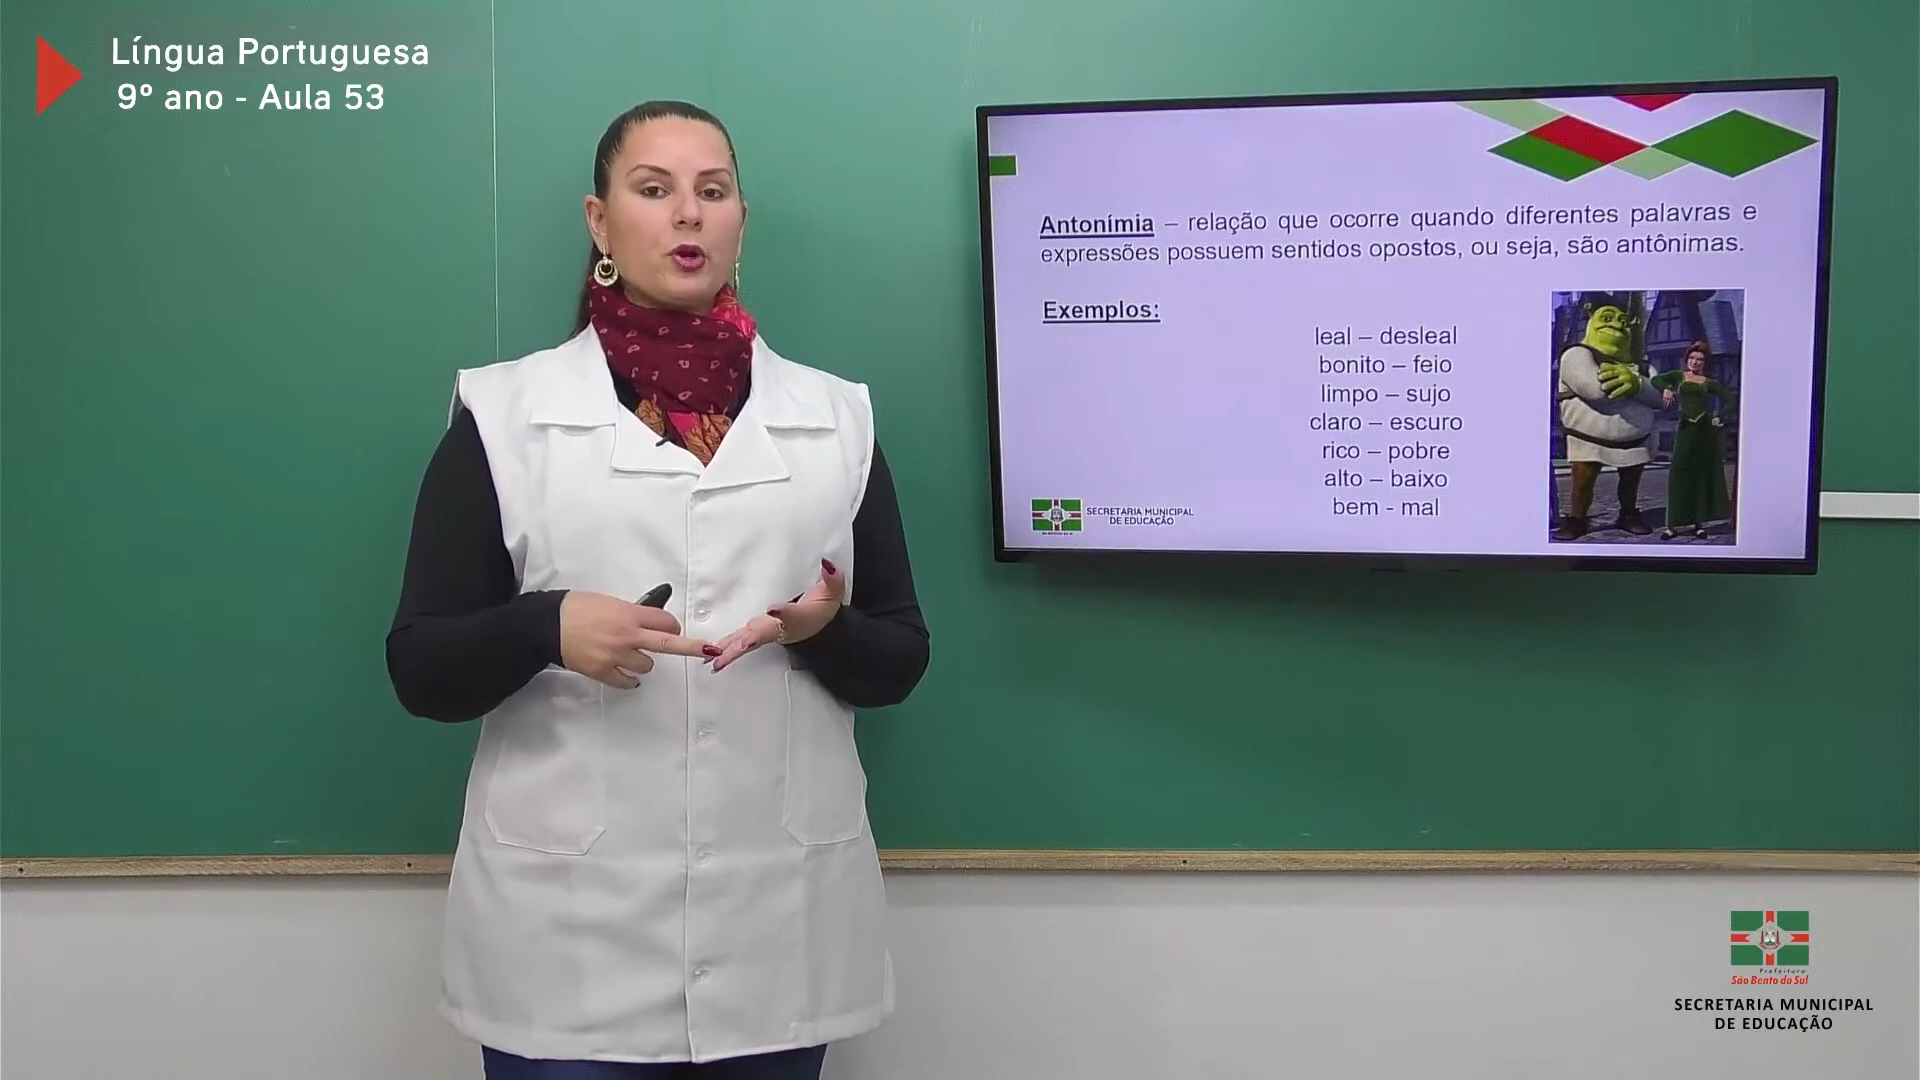 Língua Portuguesa
9º ano - Aula 53
Antonímia – relação que ocorre quando diferentes palavras e
expressões possuem sentidos opostos, ou seja, são antônimas.
Exemplos:
leal – desleal
bonito – feio
limpo – sujo
claro – escuro
rico – pobre
alto – baixo
bem - mal
SECRETARIA MUNICIPAL
DE EDUCAÇÃO
Prefeitura
São Bento do Sul
SECRETARIA MUNICIPAL
DE EDUCAÇÃO